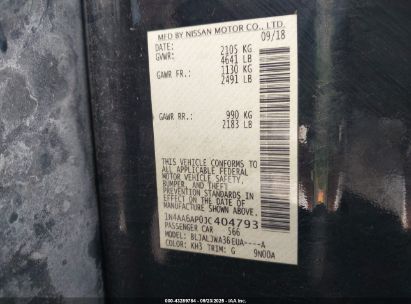 MFD BY NISSAN MOTOR CO., LTD.
DATE: 09/18
GVWR: 2105 KG
4641 LB
GAWR FR.: 1130 KG
2491 LB
GAWR RR.: 990 KG
2183 LB
THIS VEHICLE CONFORMS TO
ALL APPLICABLE FEDERAL
MOTOR VEHICLE SAFETY,
BUMPER, AND THEFT
PREVENTION STANDARDS IN
EFFECT ON THE DATE OF
MANUFACTURE SHOWN ABOVE.
1N4AA6AP0JC404793
PASSENGER CAR 566
MODEL: BLJALJWA36EUA----A
COLOR: KH3 TRIM: G 9N00A